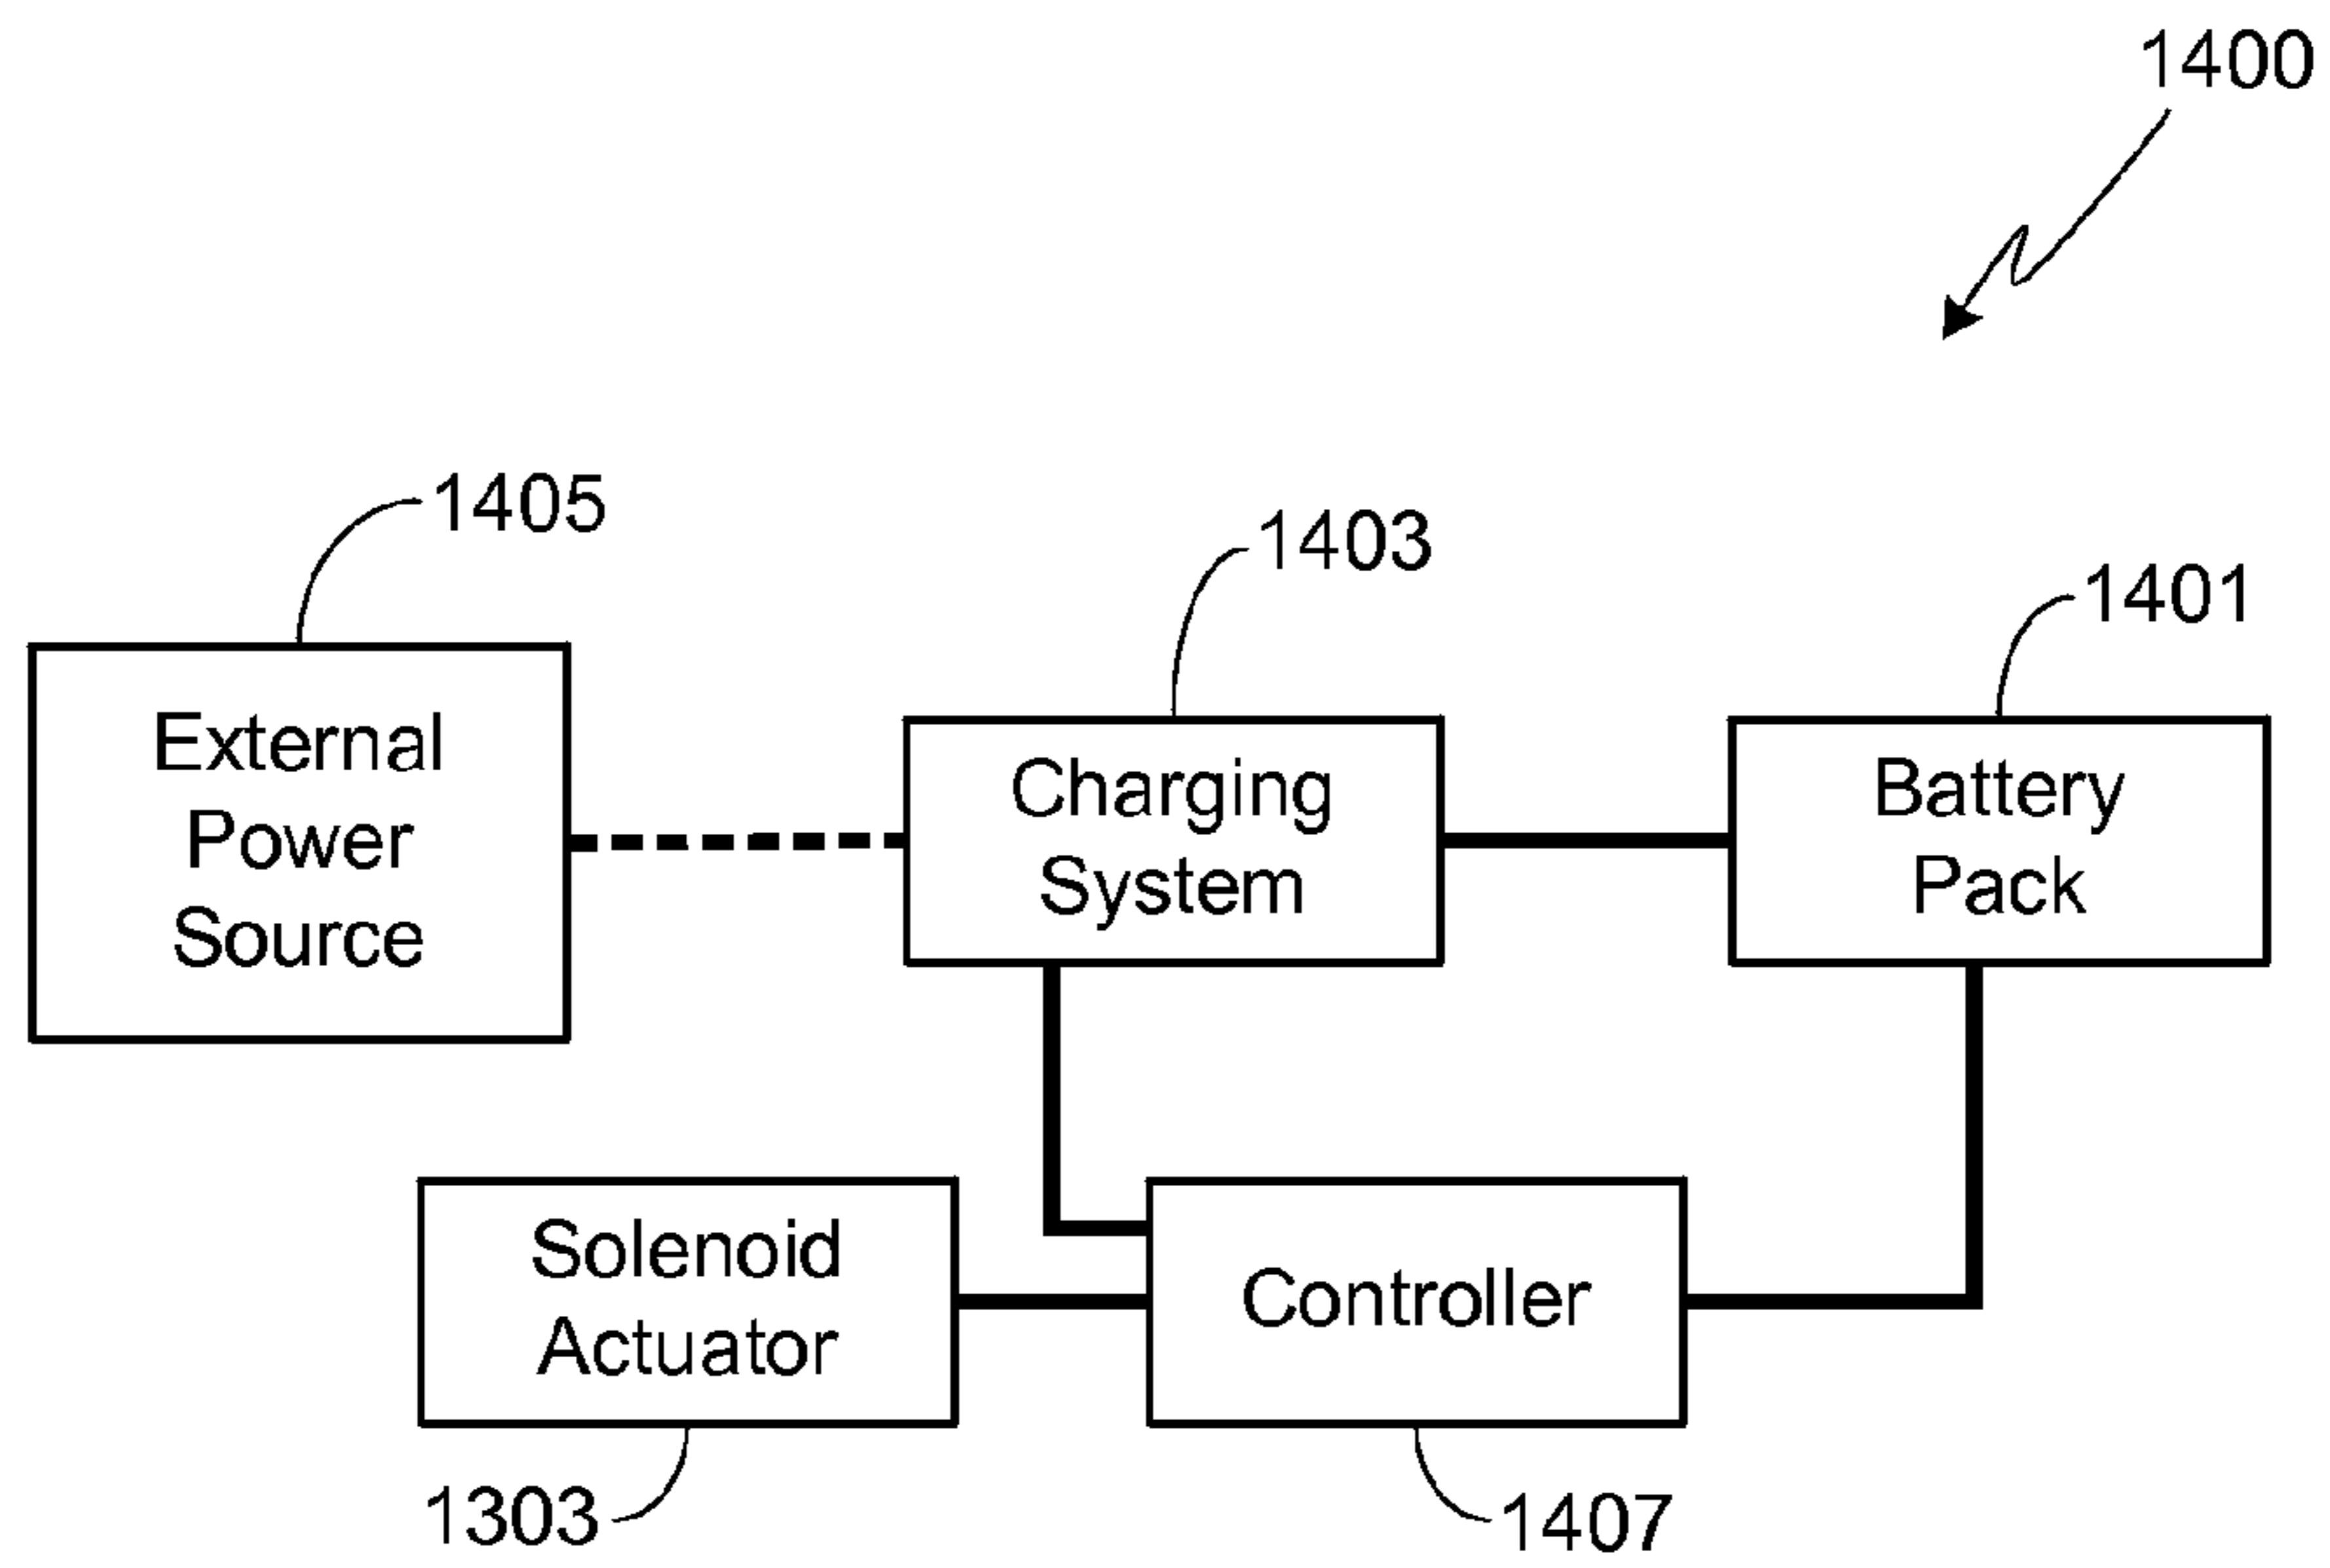 1400
1405
1403
1401
External
Power
Source
Charging
System
Battery
Pack
Solenoid
Actuator
Controller
1303
1407